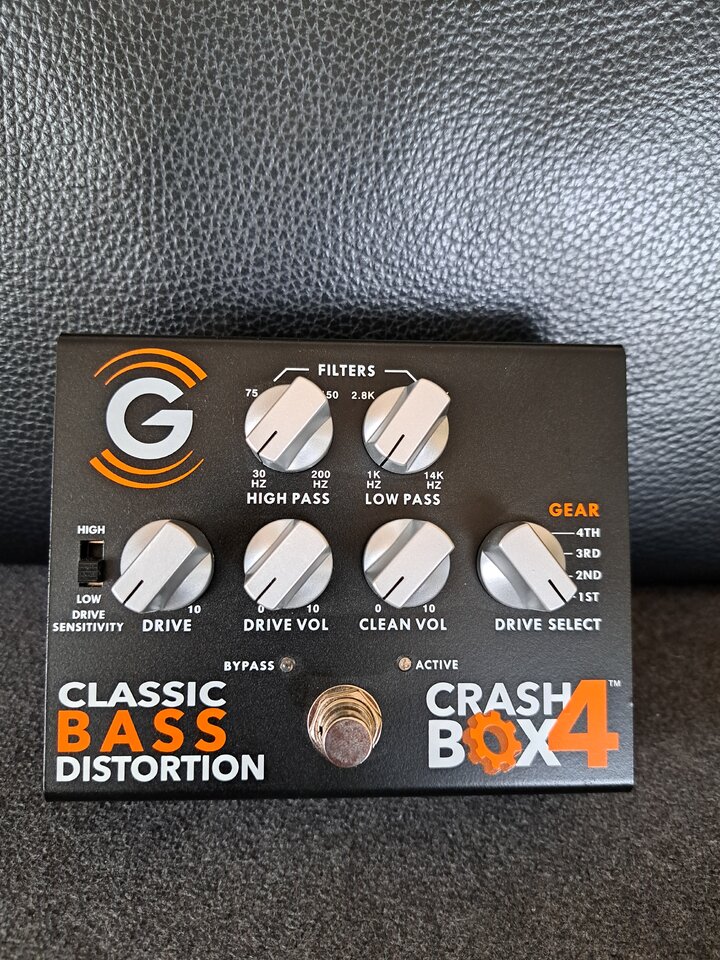 G
FILTERS
75
50
2.8K
30
HZ
200
HZ
1K
HZ
14K
HZ
HIGH PASS
LOW PASS
GEAR
4TH
3RD
2ND
1ST
HIGH
LOW
DRIVE
SENSITIVITY
10
DRIVE
0
10
DRIVE VOL
0
10
CLEAN VOL
DRIVE SELECT
BYPASS
ACTIVE
CLASSIC
BASS
DISTORTION
CRASH
BOX 4™